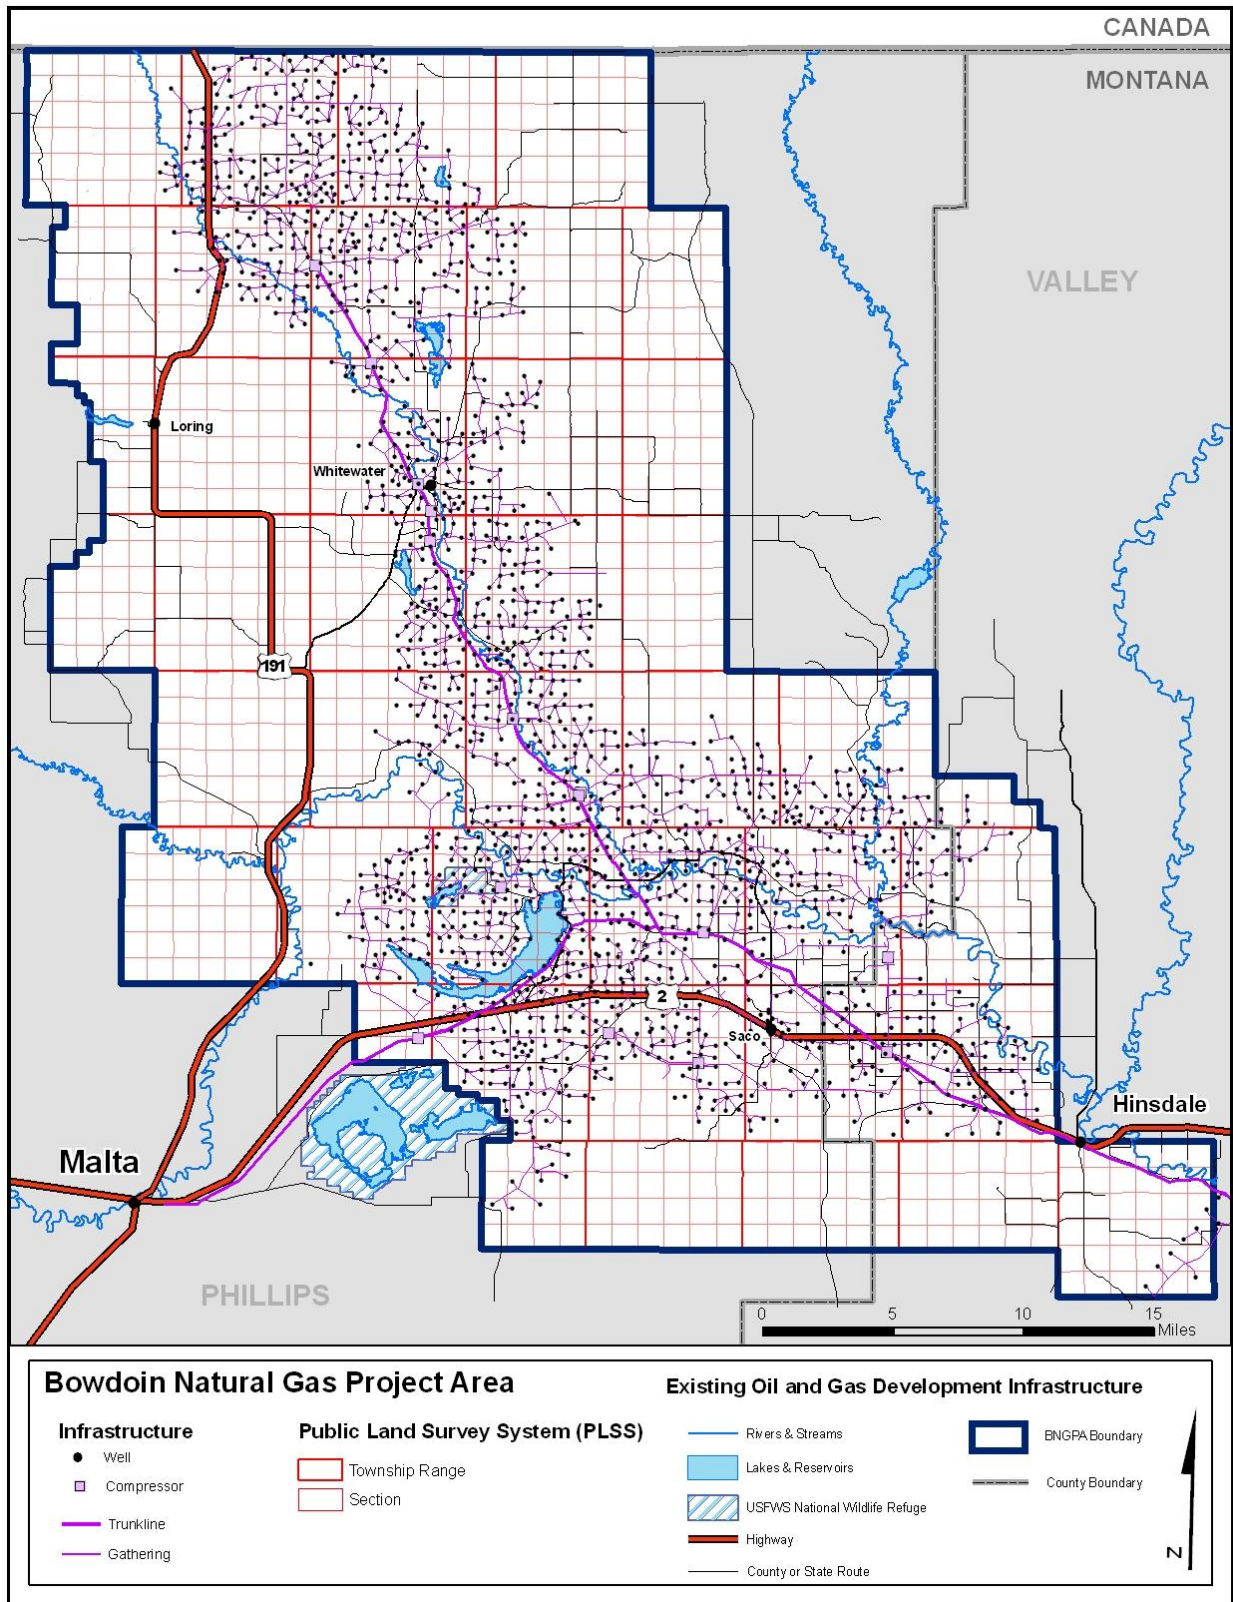 CANADA
MONTANA
VALLEY
Loring
Whitewater
191
2
Saco
Hinsdale
Malta
PHILLIPS
0 5 10 15
Miles
Bowdoin Natural Gas Project Area
Existing Oil and Gas Development Infrastructure
Infrastructure
Well
Compressor
Trunkline
Gathering
Public Land Survey System (PLSS)
Township Range
Section
Rivers & Streams
Lakes & Reservoirs
USFWS National Wildlife Refuge
Highway
County or State Route
BNGPA Boundary
County Boundary
N